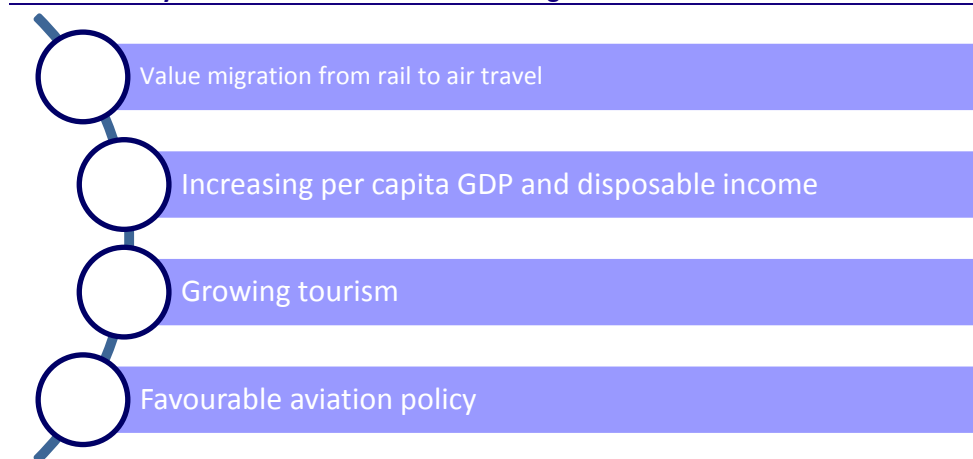 Value migration from rail to air travel
Increasing per capita GDP and disposable income
Growing tourism
Favourable aviation policy